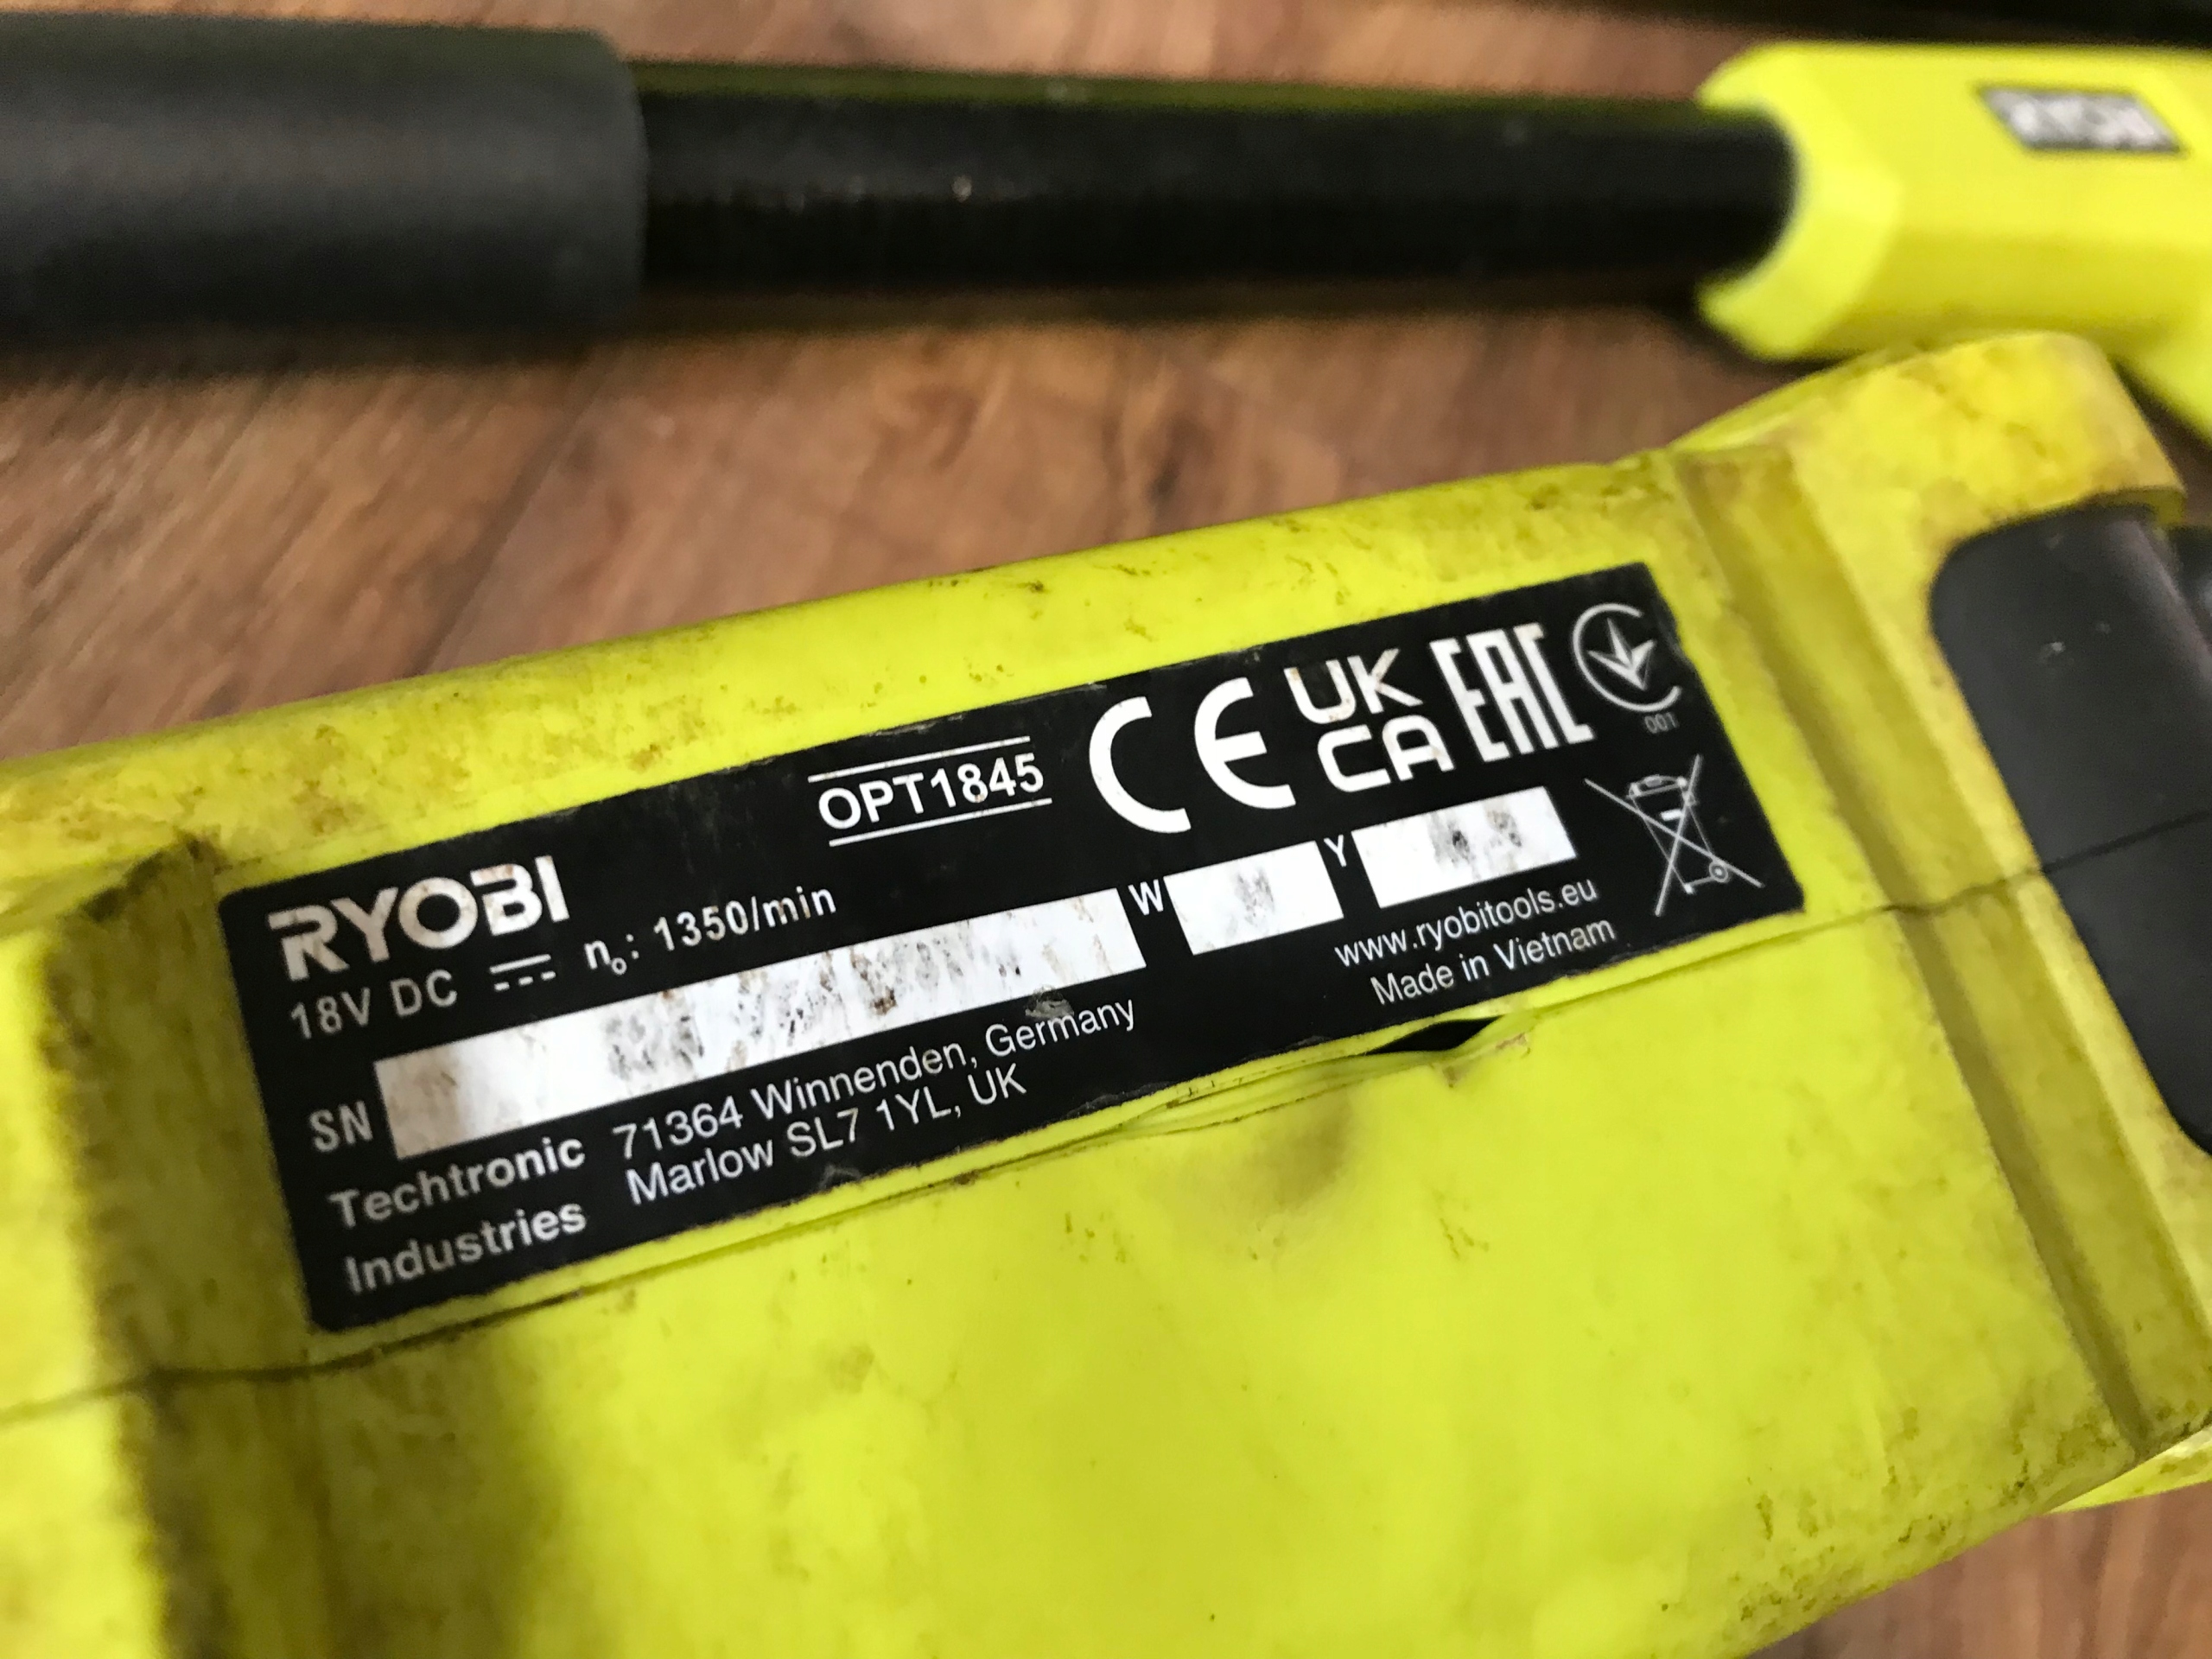 RYOBI
RYOBI
OPT1845
CE
UK
CA
EAC
001
18V DC
n₀: 1350/min
SN
W
Y
Techtronic
Industries
71364 Winnenden, Germany
Marlow SL7 1YL, UK
www.ryobitools.eu
Made in Vietnam